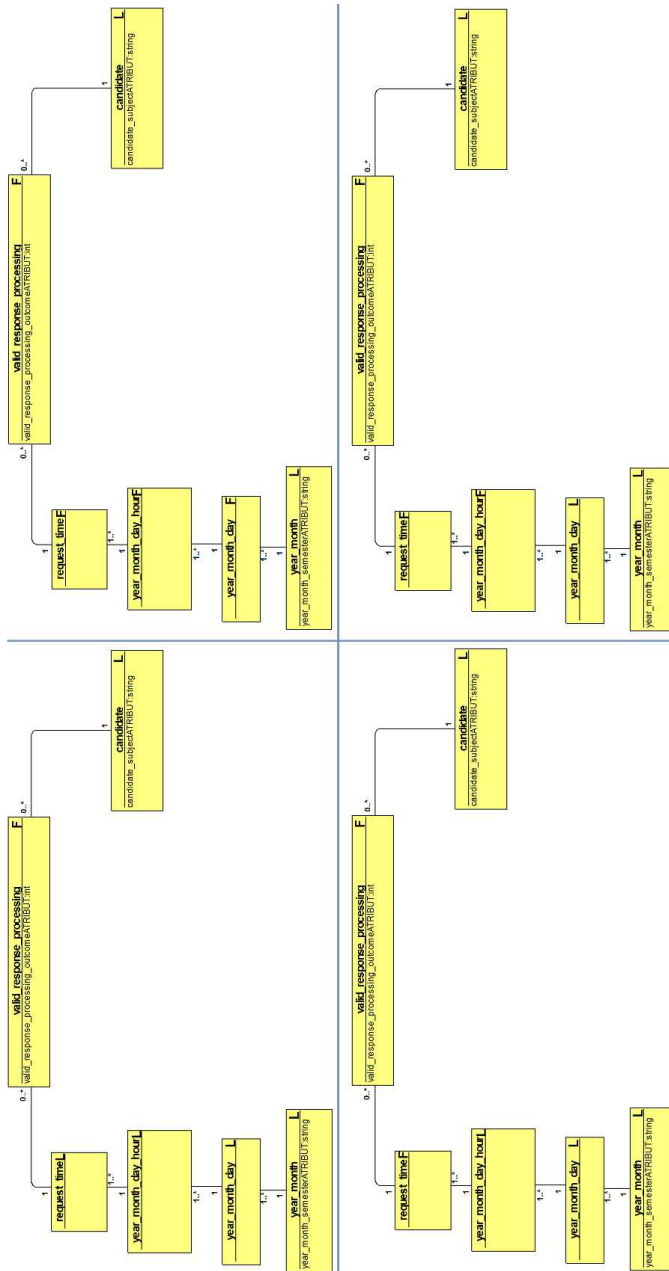 valid_response_processing F
valid_response_processing_outcomeATRIBUT:int
0..*
0..*
1
request_time L
1..*
1
year_month_day_hour L
1..*
1
year_month_day L
1..*
1
year_month L
year_month_semesterATRIBUT:string
1
candidate L
candidate_subjectATRIBUT:string
valid_response_processing F
valid_response_processing_outcomeATRIBUT:int
0..*
0..*
1
request_time F
1..*
1
year_month_day_hour F
1..*
1
year_month_day F
1..*
1
year_month L
year_month_semesterATRIBUT:string
1
candidate L
candidate_subjectATRIBUT:string
valid_response_processing F
valid_response_processing_outcomeATRIBUT:int
0..*
0..*
1
request_time F
1..*
1
year_month_day_hour L
1..*
1
year_month_day L
1..*
1
year_month L
year_month_semesterATRIBUT:string
1
candidate L
candidate_subjectATRIBUT:string
valid_response_processing F
valid_response_processing_outcomeATRIBUT:int
0..*
0..*
1
request_time F
1..*
1
year_month_day_hour F
1..*
1
year_month_day L
1..*
1
year_month L
year_month_semesterATRIBUT:string
1
candidate L
candidate_subjectATRIBUT:string